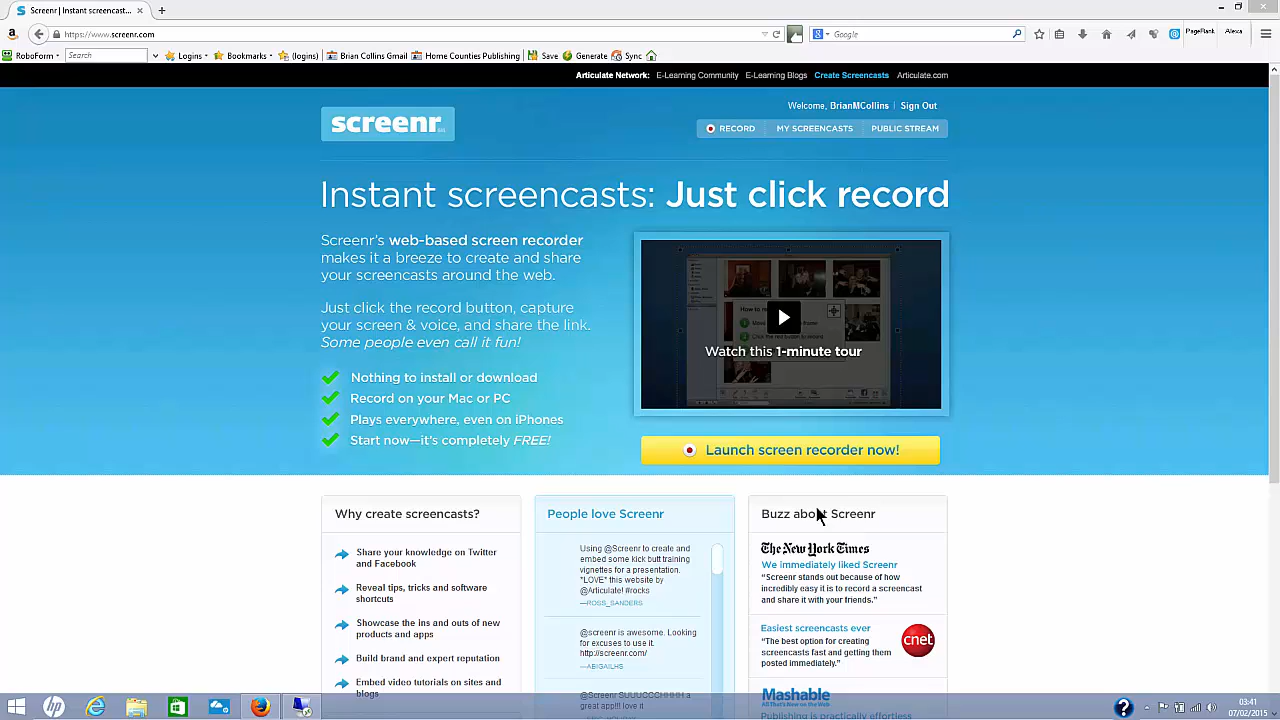 Screenr | Instant screencast...
https://www.screenr.com
Google
PageRank
Alexa
RoboForm
Search
Logins
Bookmarks
(logins)
Brian Collins Gmail
Home Counties Publishing
Save
Generate
Sync
Articulate Network: E-Learning Community E-Learning Blogs Create Screencasts Articulate.com
Welcome, BrianMCollins | Sign Out
screenr
RECORD MY SCREENCASTS PUBLIC STREAM
Instant screencasts: Just click record
Screenr's web-based screen recorder
makes it a breeze to create and share
your screencasts around the web.
Just click the record button, capture
your screen & voice, and share the link.
Some people even call it fun!
Nothing to install or download
Record on your Mac or PC
Plays everywhere, even on iPhones
Start now—it's completely FREE!
Watch this 1-minute tour
Launch screen recorder now!
Why create screencasts?
Share your knowledge on Twitter
and Facebook
Reveal tips, tricks and software
shortcuts
Showcase the ins and outs of new
products and apps
Build brand and expert reputation
Embed video tutorials on sites and
blogs
People love Screenr
Using @Screenr to create and
embed some kick butt training
vignettes for a presentation.
*LOVE* this website by
@Articulate! #rocks
—ROSS_SANDERS
@screenr is awesome. Looking
for excuses to use it.
http://screenr.com/
—ABIGAILHS
@Screenr SUUUCCHHHH a
great app!!! love it
Buzz about Screenr
The New York Times
We immediately liked Screenr
"Screenr stands out because of how
incredibly easy it is to record a screencast
and share it with your friends."
Easiest screencasts ever
"The best option for creating
screencasts fast and getting them
posted immediately."
cnet
Mashable
All That's New on the Web
Publishing is practically effortless
03:41
07/02/2015